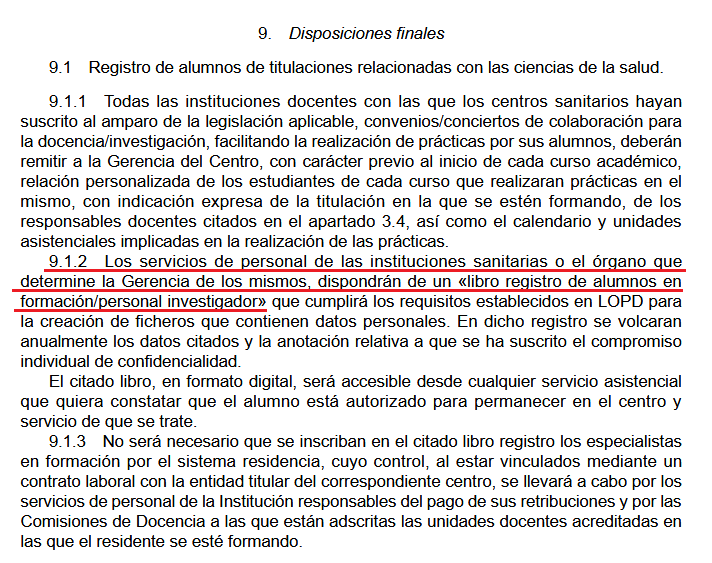 9. Disposiciones finales
9.1 Registro de alumnos de titulaciones relacionadas con las ciencias de la salud.
9.1.1 Todas las instituciones docentes con las que los centros sanitarios hayan
suscrito al amparo de la legislación aplicable, convenios/conciertos de colaboración para
la docencia/investigación, facilitando la realización de prácticas por sus alumnos, deberán
remitir a la Gerencia del Centro, con carácter previo al inicio de cada curso académico,
relación personalizada de los estudiantes de cada curso que realizaran prácticas en el
mismo, con indicación expresa de la titulación en la que se estén formando, de los
responsables docentes citados en el apartado 3.4, así como el calendario y unidades
asistenciales implicadas en la realización de las prácticas.
9.1.2 Los servicios de personal de las instituciones sanitarias o el órgano que
determine la Gerencia de los mismos, dispondrán de un «libro registro de alumnos en
formación/personal investigador» que cumplirá los requisitos establecidos en LOPD para
la creación de ficheros que contienen datos personales. En dicho registro se volcaran
anualmente los datos citados y la anotación relativa a que se ha suscrito el compromiso
individual de confidencialidad.
El citado libro, en formato digital, será accesible desde cualquier servicio asistencial
que quiera constatar que el alumno está autorizado para permanecer en el centro y
servicio de que se trate.
9.1.3 No será necesario que se inscriban en el citado libro registro los especialistas
en formación por el sistema residencia, cuyo control, al estar vinculados mediante un
contrato laboral con la entidad titular del correspondiente centro, se llevará a cabo por los
servicios de personal de la Institución responsables del pago de sus retribuciones y por las
Comisiones de Docencia a las que están adscritas las unidades docentes acreditadas en
las que el residente se esté formando.